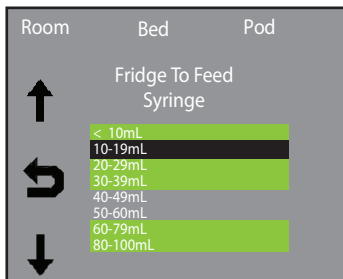 Room Bed Pod
Fridge To Feed
Syringe
< 10mL
10-19mL
20-29mL
30-39mL
40-49mL
50-60mL
60-79mL
80-100mL